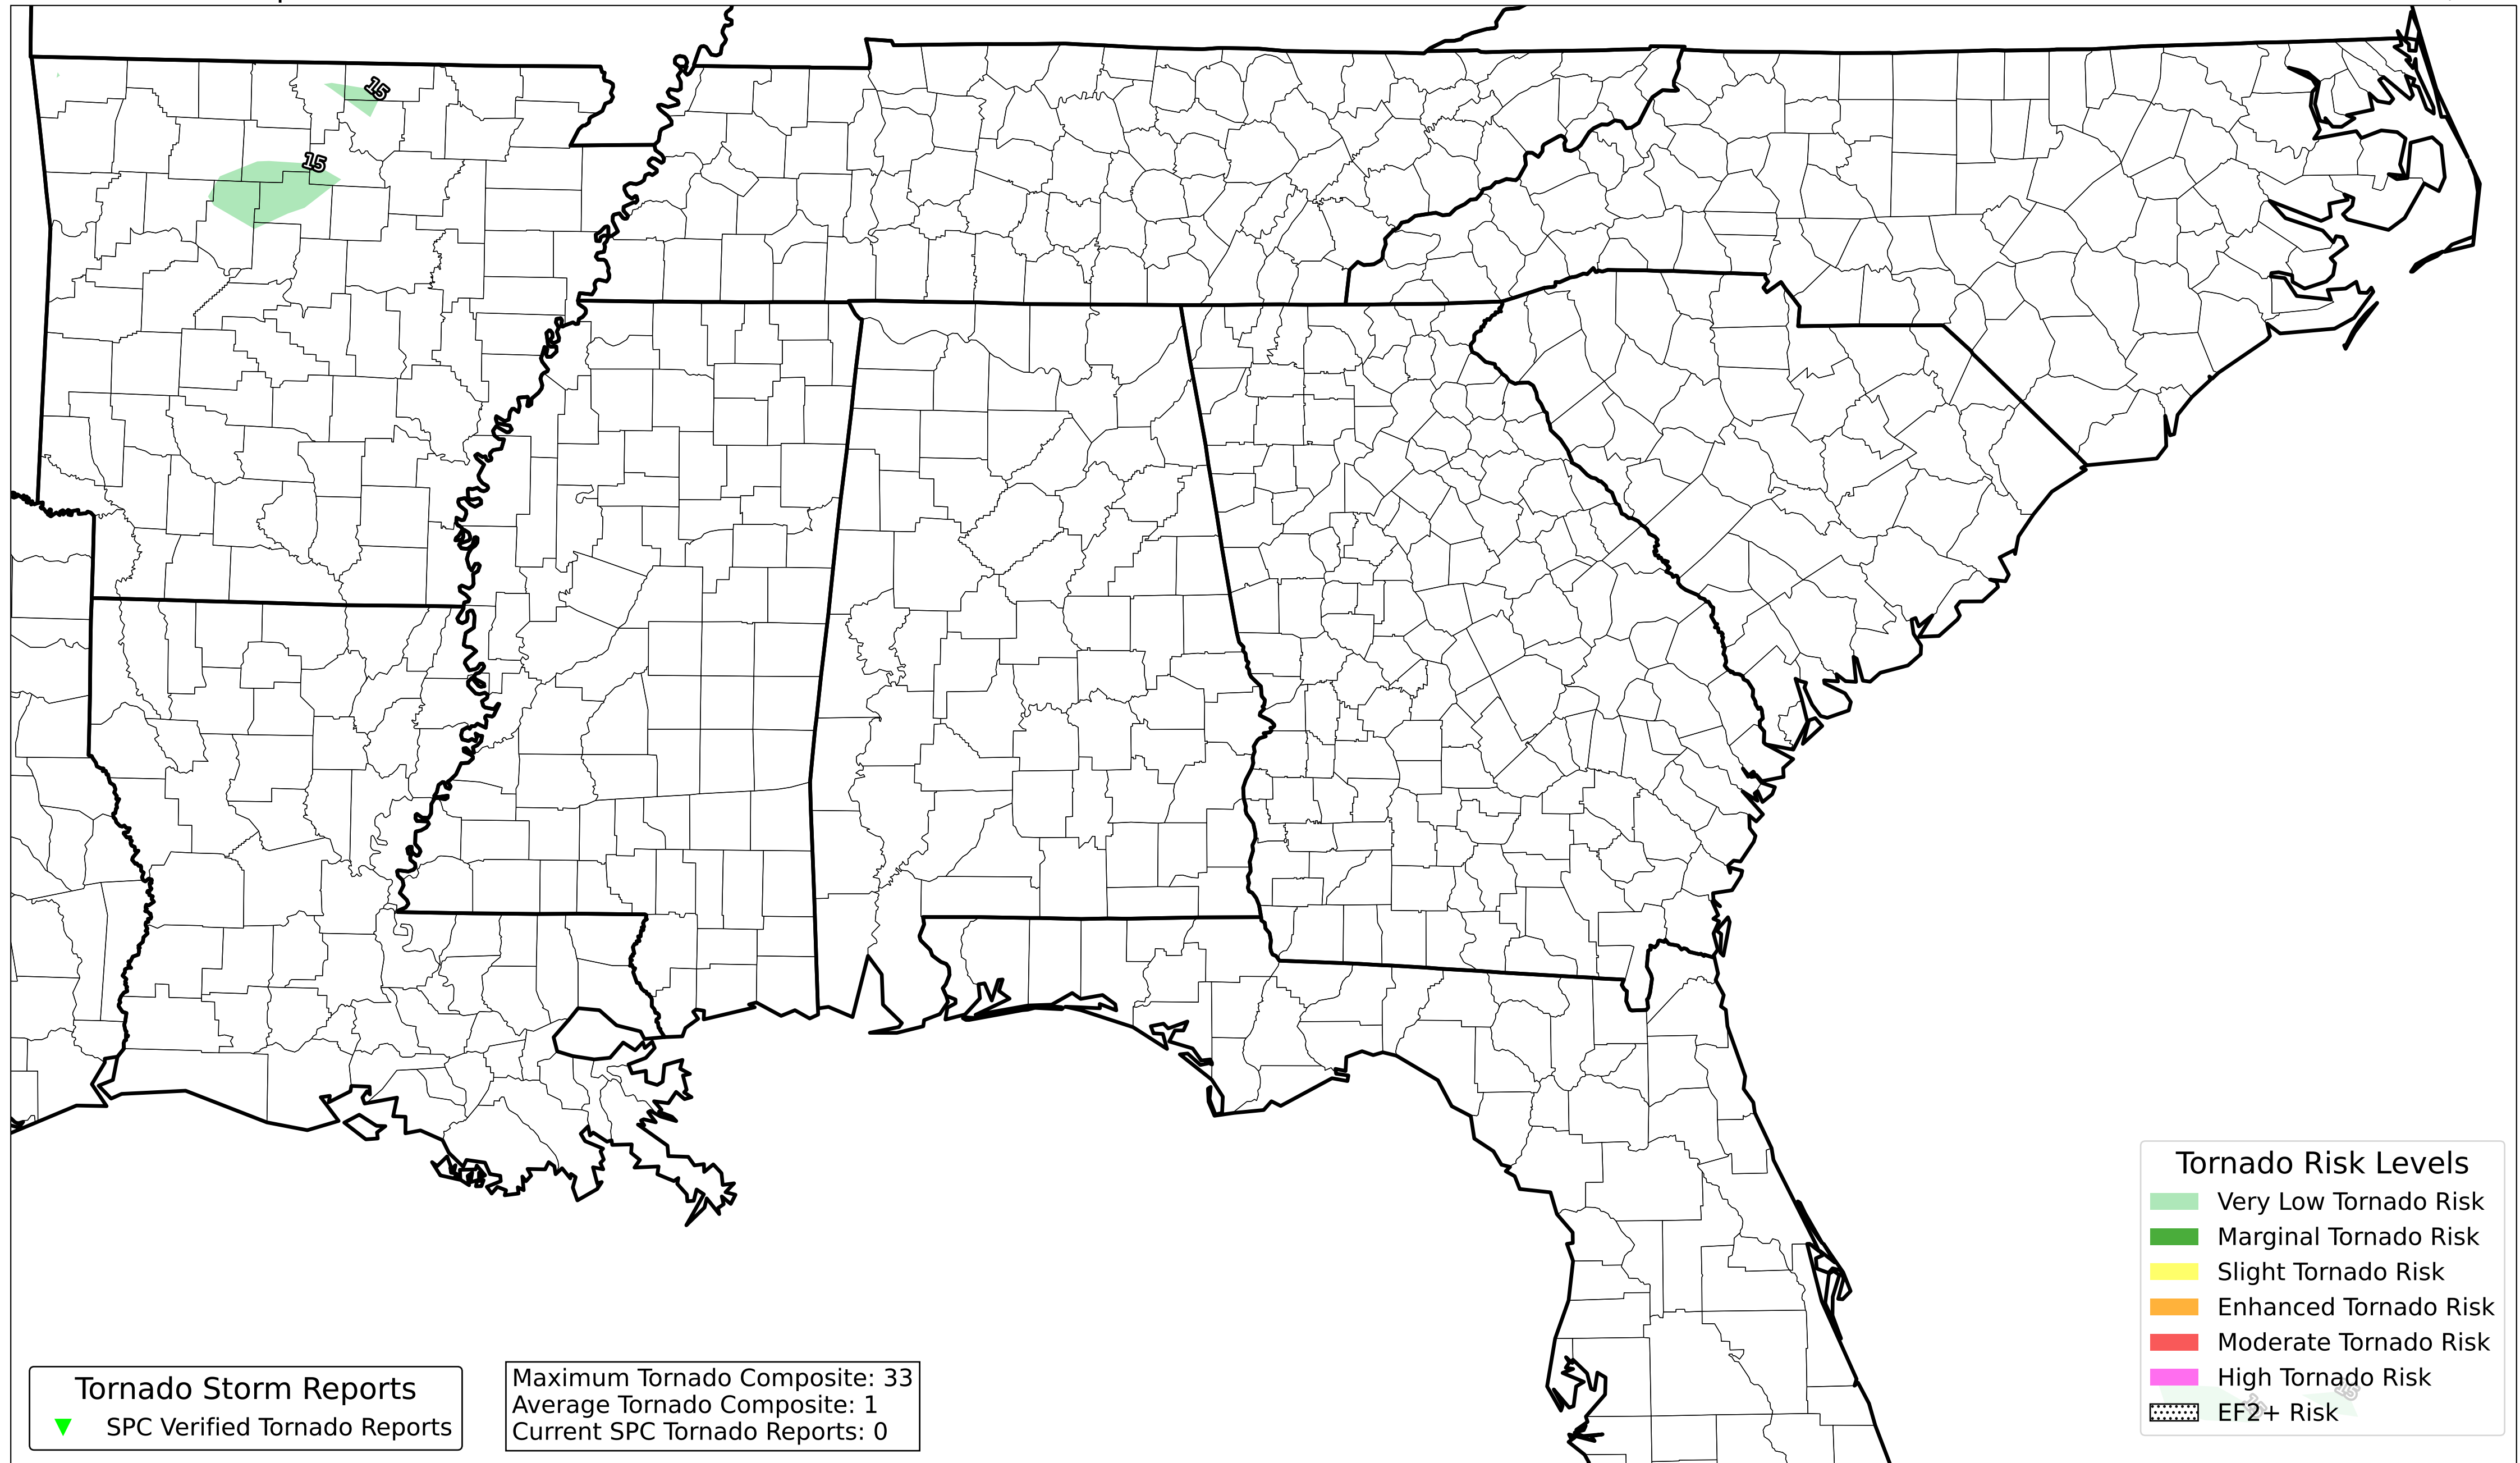 15
15
Tornado Risk Levels
Very Low Tornado Risk
Marginal Tornado Risk
Slight Tornado Risk
Enhanced Tornado Risk
Moderate Tornado Risk
High Tornado Risk
15
15
EF2+ Risk
Tornado Storm Reports
SPC Verified Tornado Reports
Maximum Tornado Composite: 33
Average Tornado Composite: 1
Current SPC Tornado Reports: 0